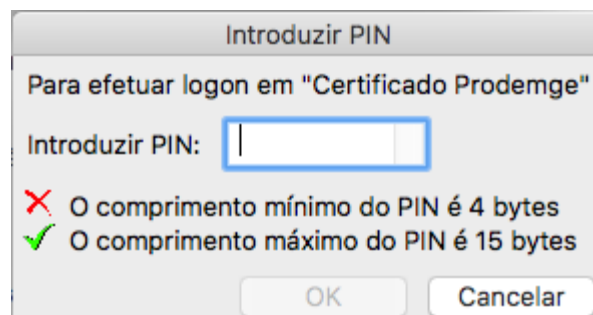 Introduzir PIN
Para efetuar logon em "Certificado Prodemge"
Introduzir PIN:
O comprimento mínimo do PIN é 4 bytes
O comprimento máximo do PIN é 15 bytes
OK Cancelar